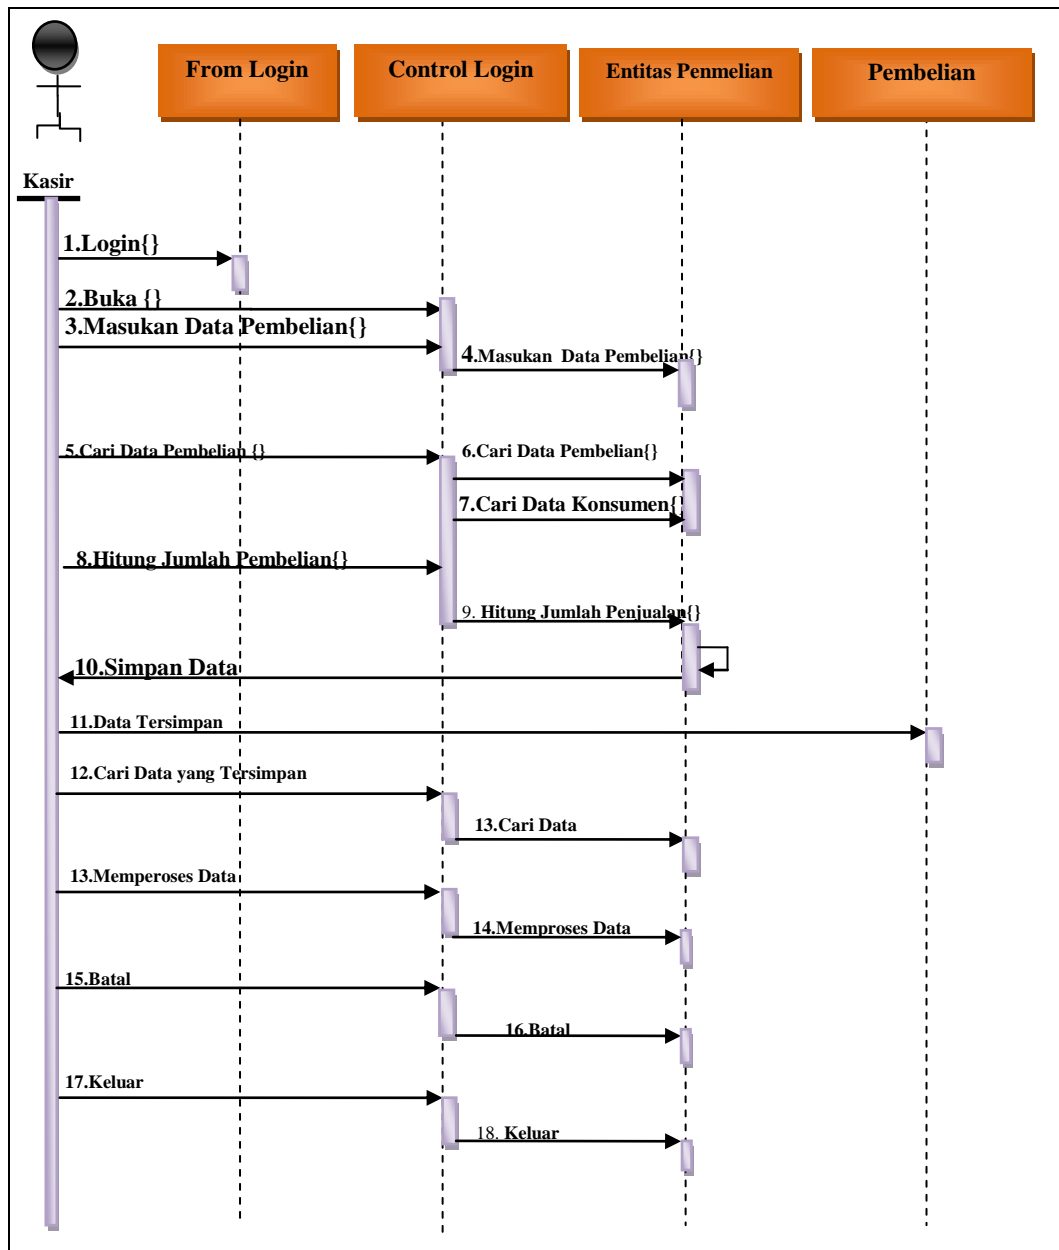 From Login
Control Login
Entitas Penmelian
Pembelian
Kasir
1.Login{}
2.Buka {}
3.Masukan Data Pembelian{}
4.Masukan Data Pembelian{}
5.Cari Data Pembelian {}
6.Cari Data Pembelian{}
7.Cari Data Konsumen{}
8.Hitung Jumlah Pembelian{}
9. Hitung Jumlah Penjualan{}
10.Simpan Data
11.Data Tersimpan
12.Cari Data yang Tersimpan
13.Cari Data
13.Memperoses Data
14.Memproses Data
15.Batal
16.Batal
17.Keluar
18. Keluar